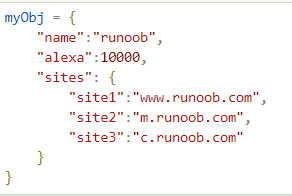 myObj = {
    "name":"runoob",
    "alexa":10000,
    "sites": {
        "site1":"www.runoob.com",
        "site2":"m.runoob.com",
        "site3":"c.runoob.com"
    }
}